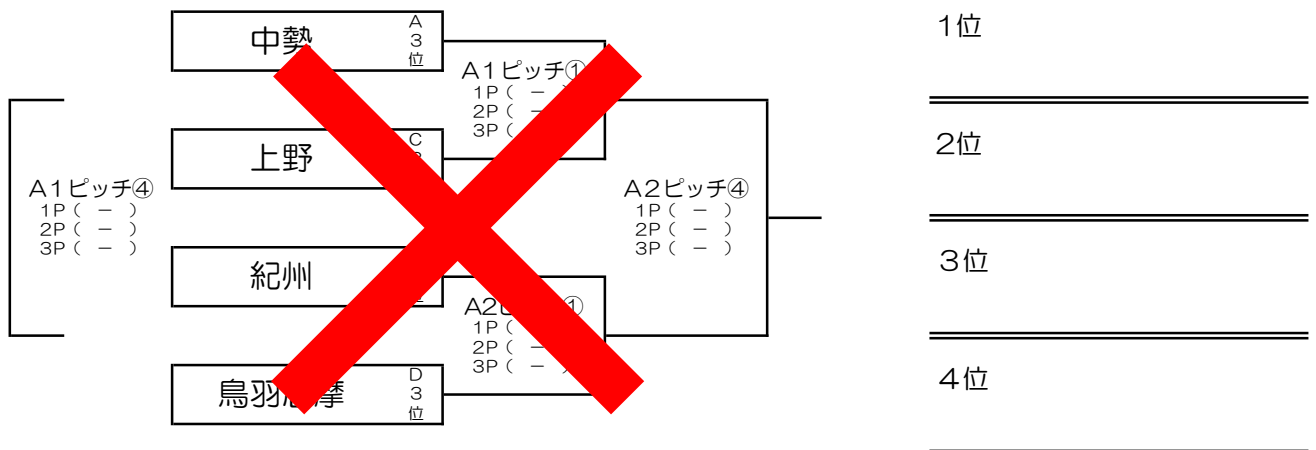 中勢
A
3
位
A1ピッチ①
1P( －
2P( －
3P(
上野
C
A1ピッチ④
1P( － )
2P( － )
3P( － )
A2ピッチ④
1P( － )
2P( － )
3P( － )
紀州
1P(
2P( －
3P( － )
鳥羽
摩
D
3
位
1位
2位
3位
4位